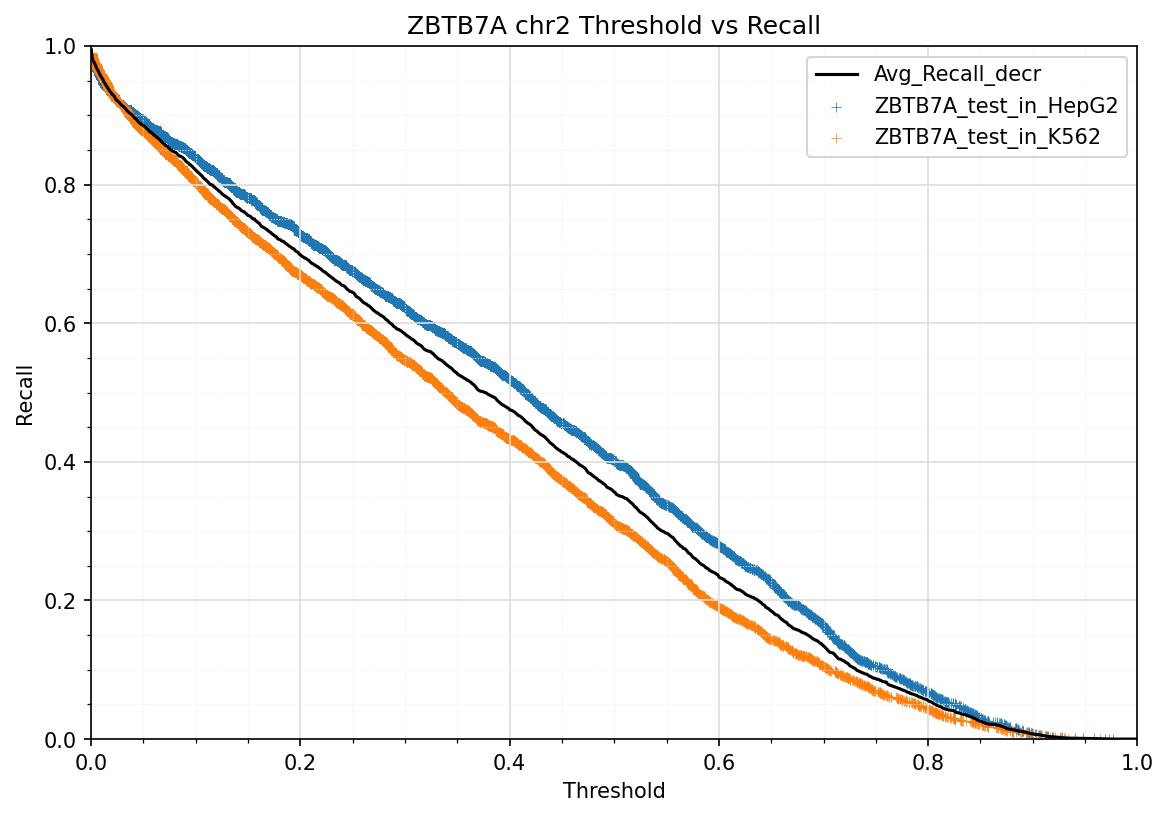 ZBTB7A chr2 Threshold vs Recall
Avg_Recall_decr
ZBTB7A_test_in_HepG2
ZBTB7A_test_in_K562
Recall
1.0
0.8
0.6
0.4
0.2
0.0
0.0 0.2 0.4 0.6 0.8 1.0
Threshold